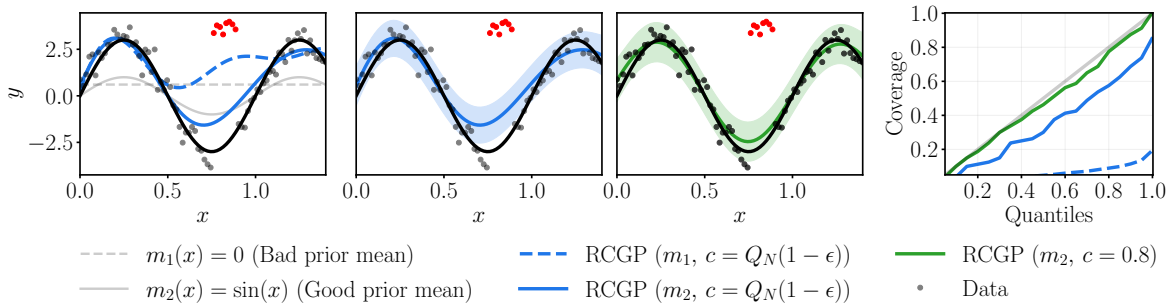 y
2.5
0.0
−2.5
0.0 0.5 1.0
x
0.0 0.5 1.0
x
0.0 0.5 1.0
x
Coverage
1.0
0.8
0.6
0.4
0.2
0.2 0.4 0.6 0.8 1.0
Quantiles
m₁(x) = 0 (Bad prior mean)
m₂(x) = sin(x) (Good prior mean)
RCGP (m₁, c = Q_N(1 − ϵ))
RCGP (m₂, c = Q_N(1 − ϵ))
RCGP (m₂, c = 0.8)
Data